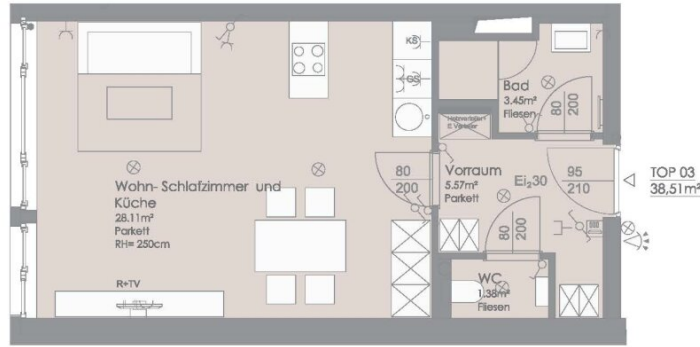 KS
GS
Bad
3.45m²
Fliesen
80
200
Heizverteiler+
E.Verteiler
Vorraum
5.57m²
Parkett
Ei₂30
95
210
TOP 03
38,51m²
80
200
Wohn- Schlafzimmer und
Küche
28.11m²
Parkett
RH= 250cm
80
200
R+TV
WC
1.38m²
Fliesen